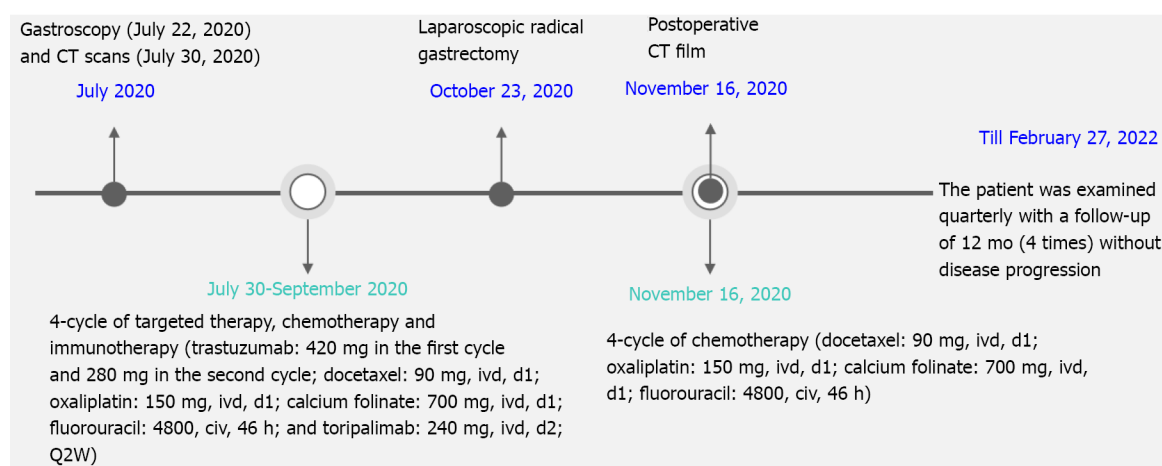 Gastroscopy (July 22, 2020)
and CT scans (July 30, 2020)
July 2020
Laparoscopic radical
gastrectomy
October 23, 2020
Postoperative
CT film
November 16, 2020
Till February 27, 2022
The patient was examined
quarterly with a follow-up
of 12 mo (4 times) without
disease progression
July 30-September 2020
4-cycle of targeted therapy, chemotherapy and
immunotherapy (trastuzumab: 420 mg in the first cycle
and 280 mg in the second cycle; docetaxel: 90 mg, ivd, d1;
oxaliplatin: 150 mg, ivd, d1; calcium folinate: 700 mg, ivd, d1;
fluorouracil: 4800, civ, 46 h; and toripalimab: 240 mg, ivd, d2;
Q2W)
November 16, 2020
4-cycle of chemotherapy (docetaxel: 90 mg, ivd, d1;
oxaliplatin: 150 mg, ivd, d1; calcium folinate: 700 mg, ivd,
d1; fluorouracil: 4800, civ, 46 h)